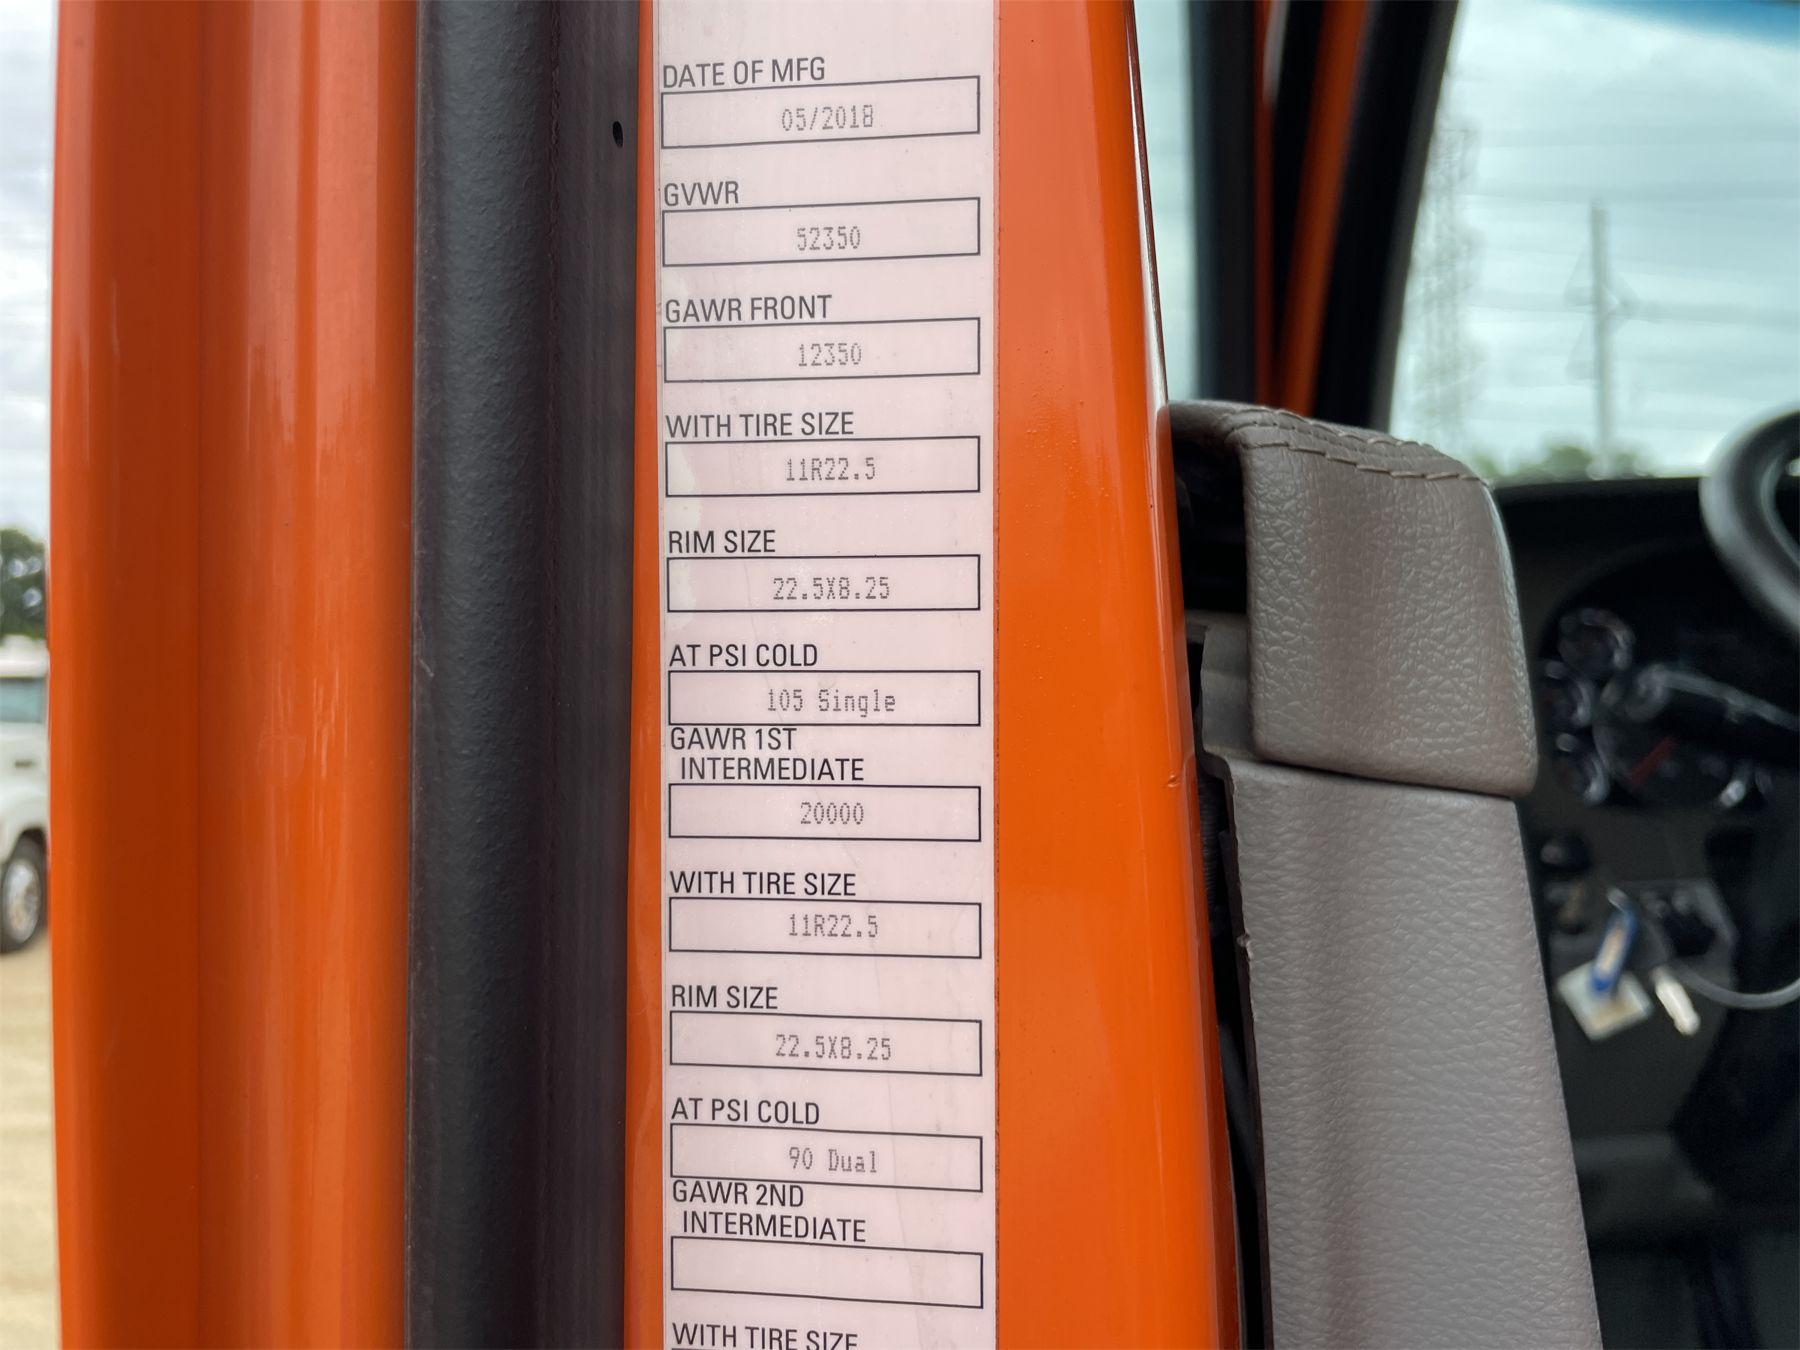 DATE OF MFG
05/2018
GVWR
52350
GAWR FRONT
12350
WITH TIRE SIZE
11R22.5
RIM SIZE
22.5X8.25
AT PSI COLD
105 Single
GAWR 1ST
INTERMEDIATE
20000
WITH TIRE SIZE
11R22.5
RIM SIZE
22.5X8.25
AT PSI COLD
90 Dual
GAWR 2ND
INTERMEDIATE
WITH TIRE SIZE